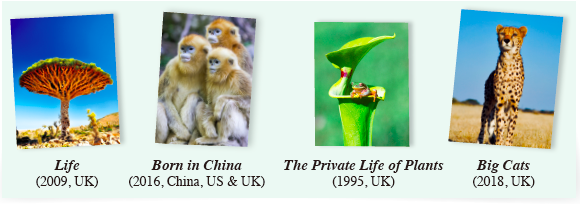 Life
(2009, UK)
Born in China
(2016, China, US & UK)
The Private Life of Plants
(1995, UK)
Big Cats
(2018, UK)